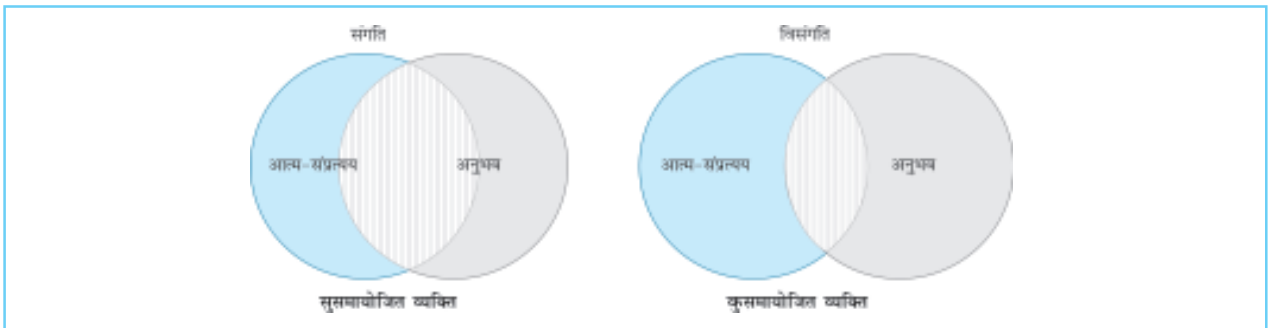 संगति
विसंगति
आत्म-संप्रत्यय
अनुभव
आत्म-संप्रत्यय
अनुभव
सुसमायोजित व्यक्ति
कुसमायोजित व्यक्ति